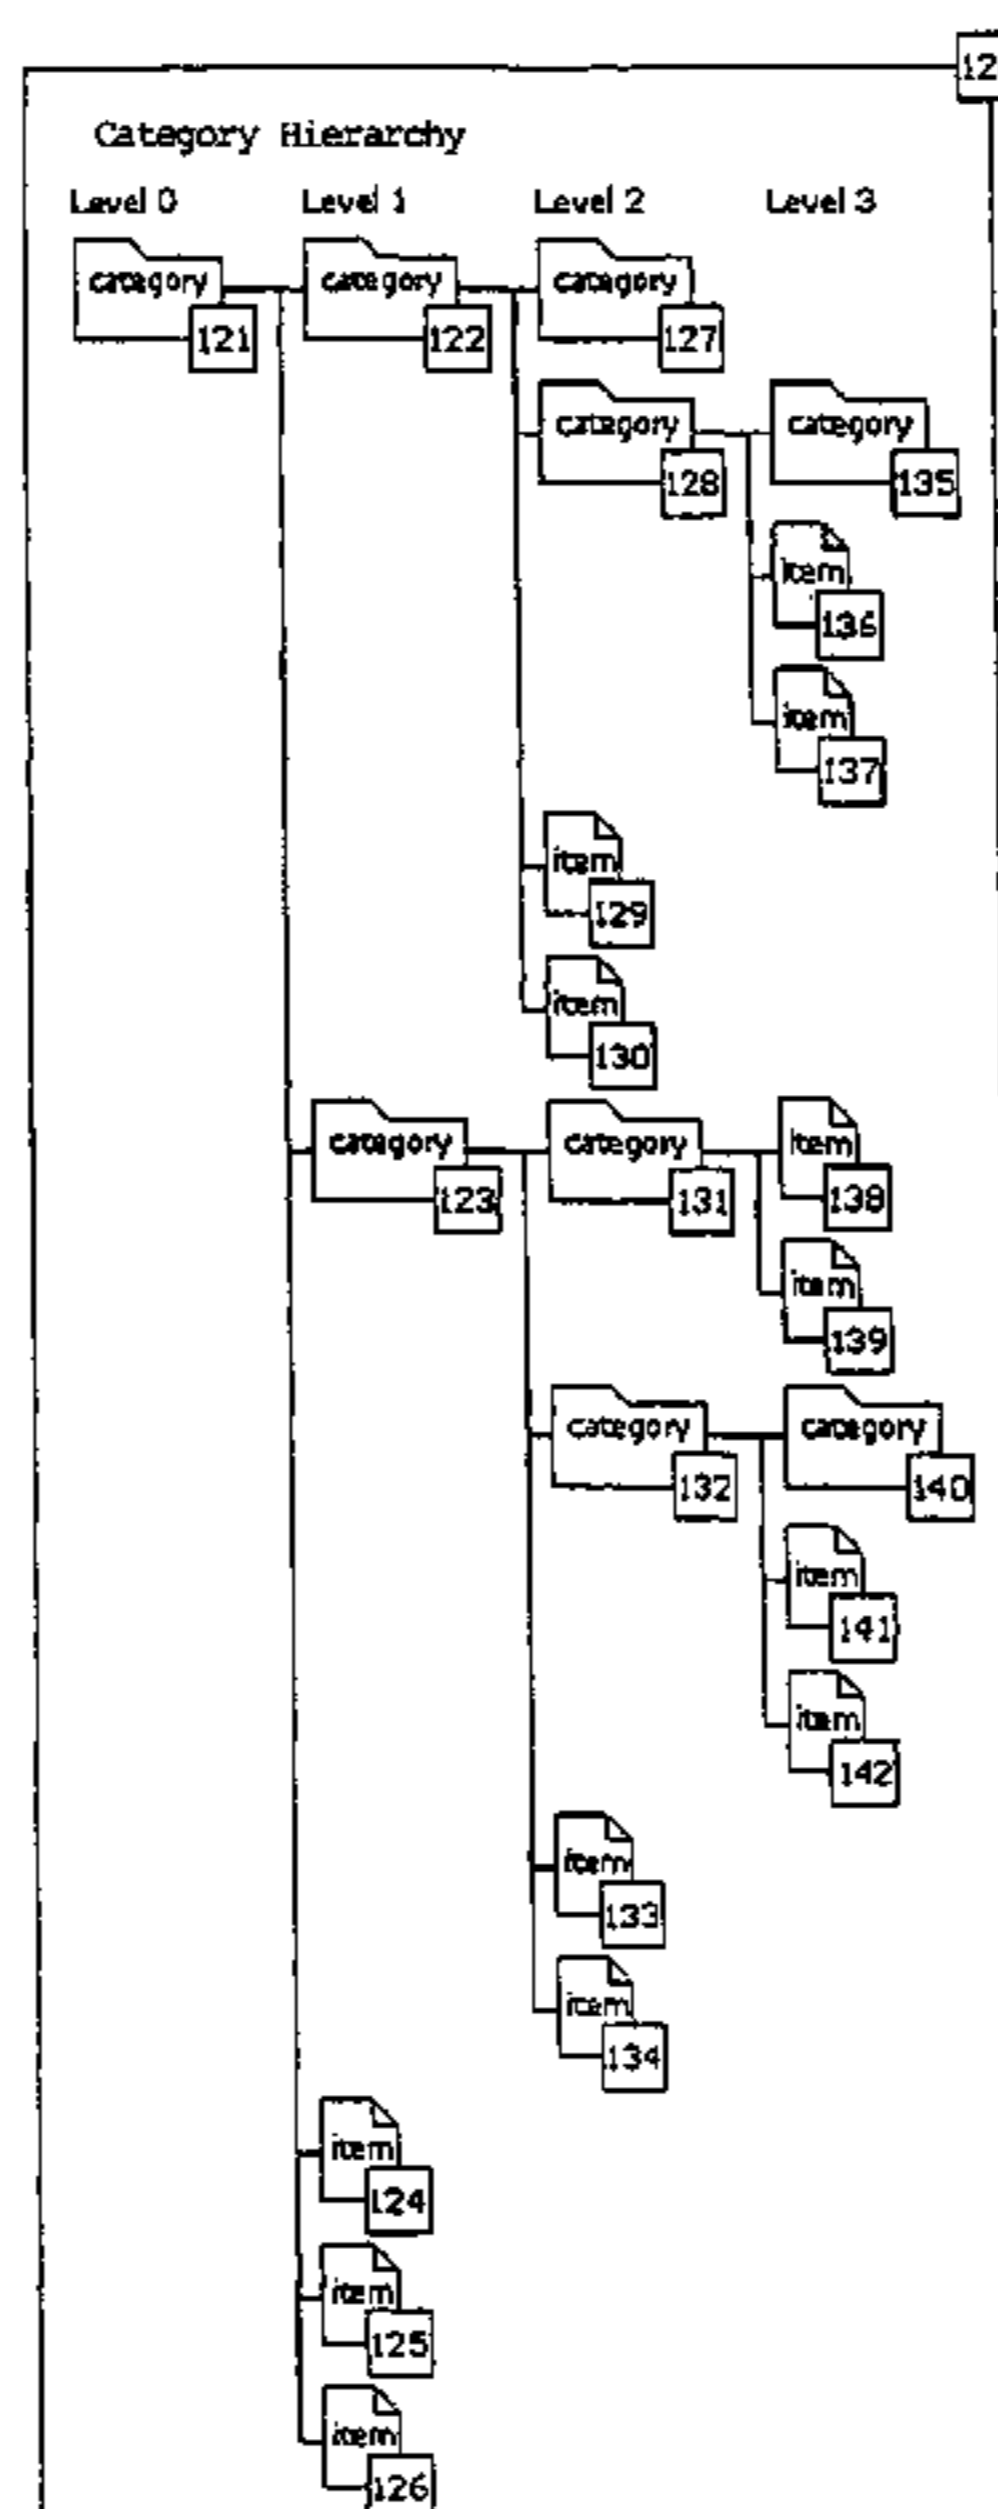 12
Category Hierarchy
Level 0 Level 1 Level 2 Level 3
category category category
121 122 127
category category
128 135
item
136
item
137
item
129
item
130
category category item
123 131 138
item
139
category category
132 140
item
141
item
142
item
133
item
134
item
124
item
125
item
126